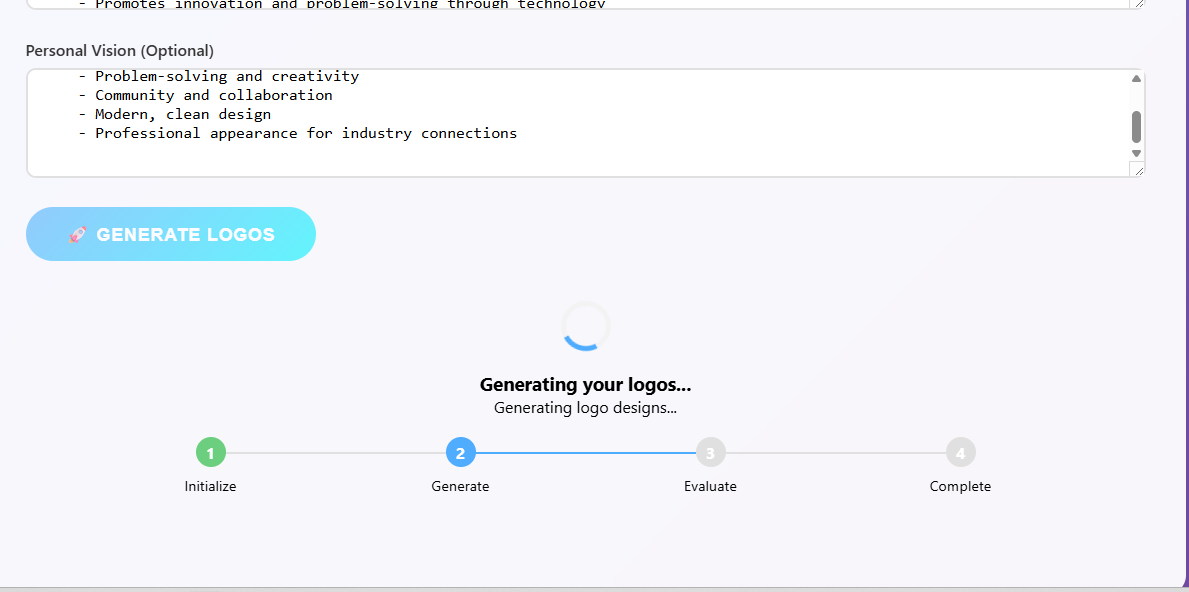 - Promotes innovation and problem-solving through technology
Personal Vision (Optional)
- Problem-solving and creativity
- Community and collaboration
- Modern, clean design
- Professional appearance for industry connections
🚀 GENERATE LOGOS
Generating your logos...
Generating logo designs...
1 2 3 4
Initialize Generate Evaluate Complete